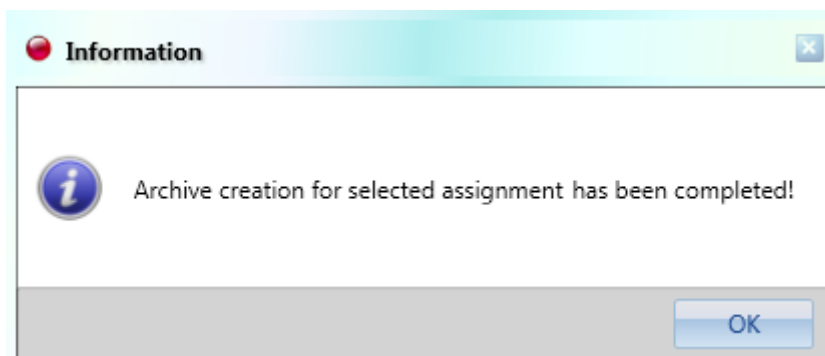 Information
Archive creation for selected assignment has been completed!
OK